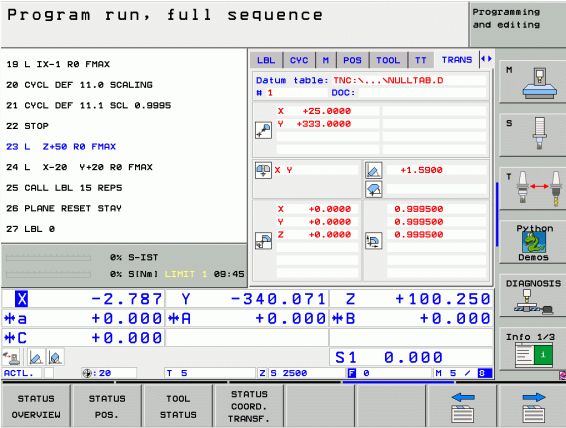 Program run, full sequence
Programming
and editing
19 L IX-1 R0 FMAX
20 CYCL DEF 11.0 SCALING
21 CYCL DEF 11.1 SCL 0.9995
22 STOP
23 L Z+50 R0 FMAX
24 L X-20 Y+20 R0 FMAX
25 CALL LBL 15 REP5
26 PLANE RESET STAY
27 LBL 0
LBL CYC M POS TOOL TT TRANS
Datum table: TNC:\...\NULLTAB.D
# 1 DOC:
X +25.0000
Y +333.0000
X Y +1.5900
X +0.0000 0.999500
Y +0.0000 0.999500
Z +0.0000 0.999500
0% S-IST
0% S[Nm] LIMIT 1 09:45
X -2.787 Y -340.071 Z +100.250
a +0.000 A +0.000 B +0.000
C +0.000
S1 0.000
ACTL. : 20 T 5 Z S 2500 F 0 M 5 / 8
M
S
T
Python
Demos
DIAGNOSIS
Info 1/3
STATUS
OVERVIEW
STATUS
POS.
TOOL
STATUS
STATUS
COORD.
TRANSF.